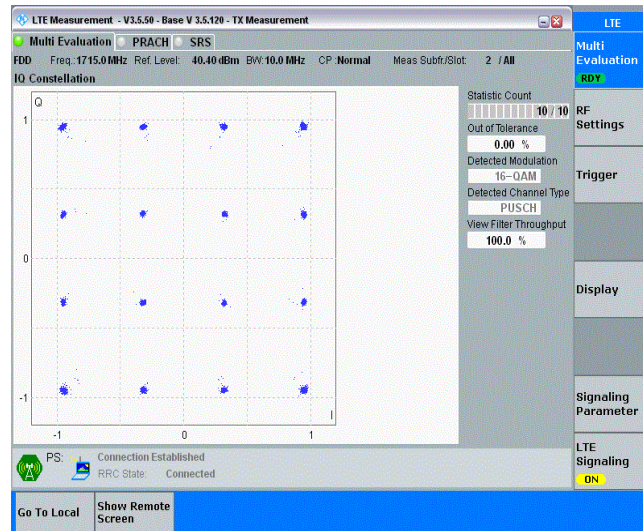 LTE Measurement - V3.5.50 - Base V 3.5.120 - TX Measurement
LTE
Multi Evaluation PRACH SRS
FDD Freq.: 1715.0 MHz Ref. Level: 40.40 dBm BW: 10.0 MHz CP: Normal Meas Subfr./Slot: 2 / All
IQ Constellation
Q
1
0
-1
-1 0 1
I
Statistic Count
10 / 10
Out of Tolerance
0.00 %
Detected Modulation
16-QAM
Detected Channel Type
PUSCH
View Filter Throughput
100.0 %
Multi
Evaluation
RDY
RF
Settings
Trigger
Display
Signaling
Parameter
LTE
Signaling
ON
PS: Connection Established
RRC State: Connected
Go To Local
Show Remote
Screen